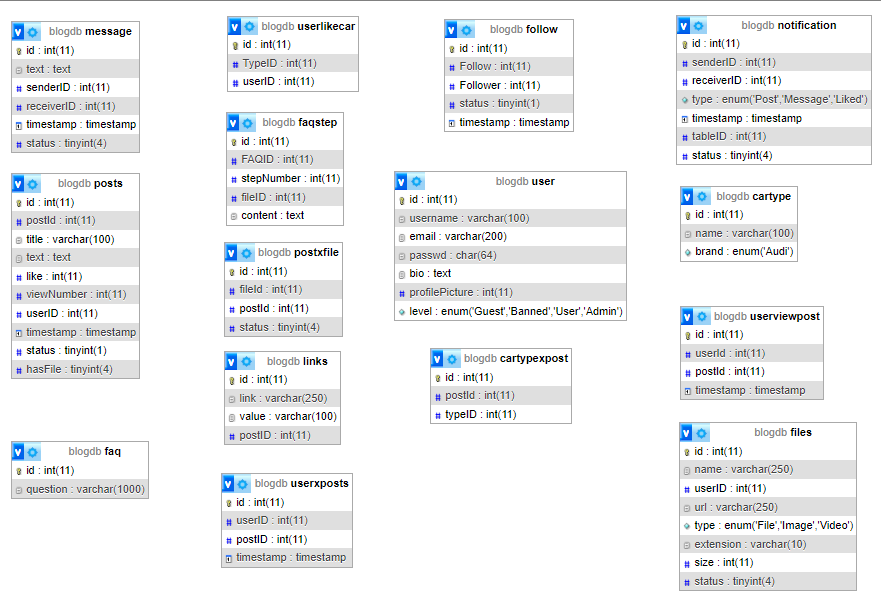 blogdb message
id : int(11)
text : text
senderID : int(11)
receiverID : int(11)
timestamp : timestamp
status : tinyint(4)
blogdb posts
id : int(11)
postId : int(11)
title : varchar(100)
text : text
like : int(11)
viewNumber : int(11)
userID : int(11)
timestamp : timestamp
status : tinyint(1)
hasFile : tinyint(4)
blogdb faq
id : int(11)
question : varchar(1000)
blogdb userlikecar
id : int(11)
TypeID : int(11)
userID : int(11)
blogdb faqstep
id : int(11)
FAQID : int(11)
stepNumber : int(11)
fileID : int(11)
content : text
blogdb postxfile
id : int(11)
fileId : int(11)
postId : int(11)
status : tinyint(4)
blogdb links
id : int(11)
link : varchar(250)
value : varchar(100)
postID : int(11)
blogdb userxposts
id : int(11)
userID : int(11)
postID : int(11)
timestamp : timestamp
blogdb follow
id : int(11)
Follow : int(11)
Follower : int(11)
status : tinyint(1)
timestamp : timestamp
blogdb user
id : int(11)
username : varchar(100)
email : varchar(200)
passwd : char(64)
bio : text
profilePicture : int(11)
level : enum('Guest','Banned','User','Admin')
blogdb cartypexpost
id : int(11)
postId : int(11)
typeID : int(11)
blogdb notification
id : int(11)
senderID : int(11)
receiverID : int(11)
type : enum('Post','Message','Liked')
timestamp : timestamp
tableID : int(11)
status : tinyint(4)
blogdb cartype
id : int(11)
name : varchar(100)
brand : enum('Audi')
blogdb userviewpost
id : int(11)
userId : int(11)
postId : int(11)
timestamp : timestamp
blogdb files
id : int(11)
name : varchar(250)
userID : int(11)
url : varchar(250)
type : enum('File','Image','Video')
extension : varchar(10)
size : int(11)
status : tinyint(4)